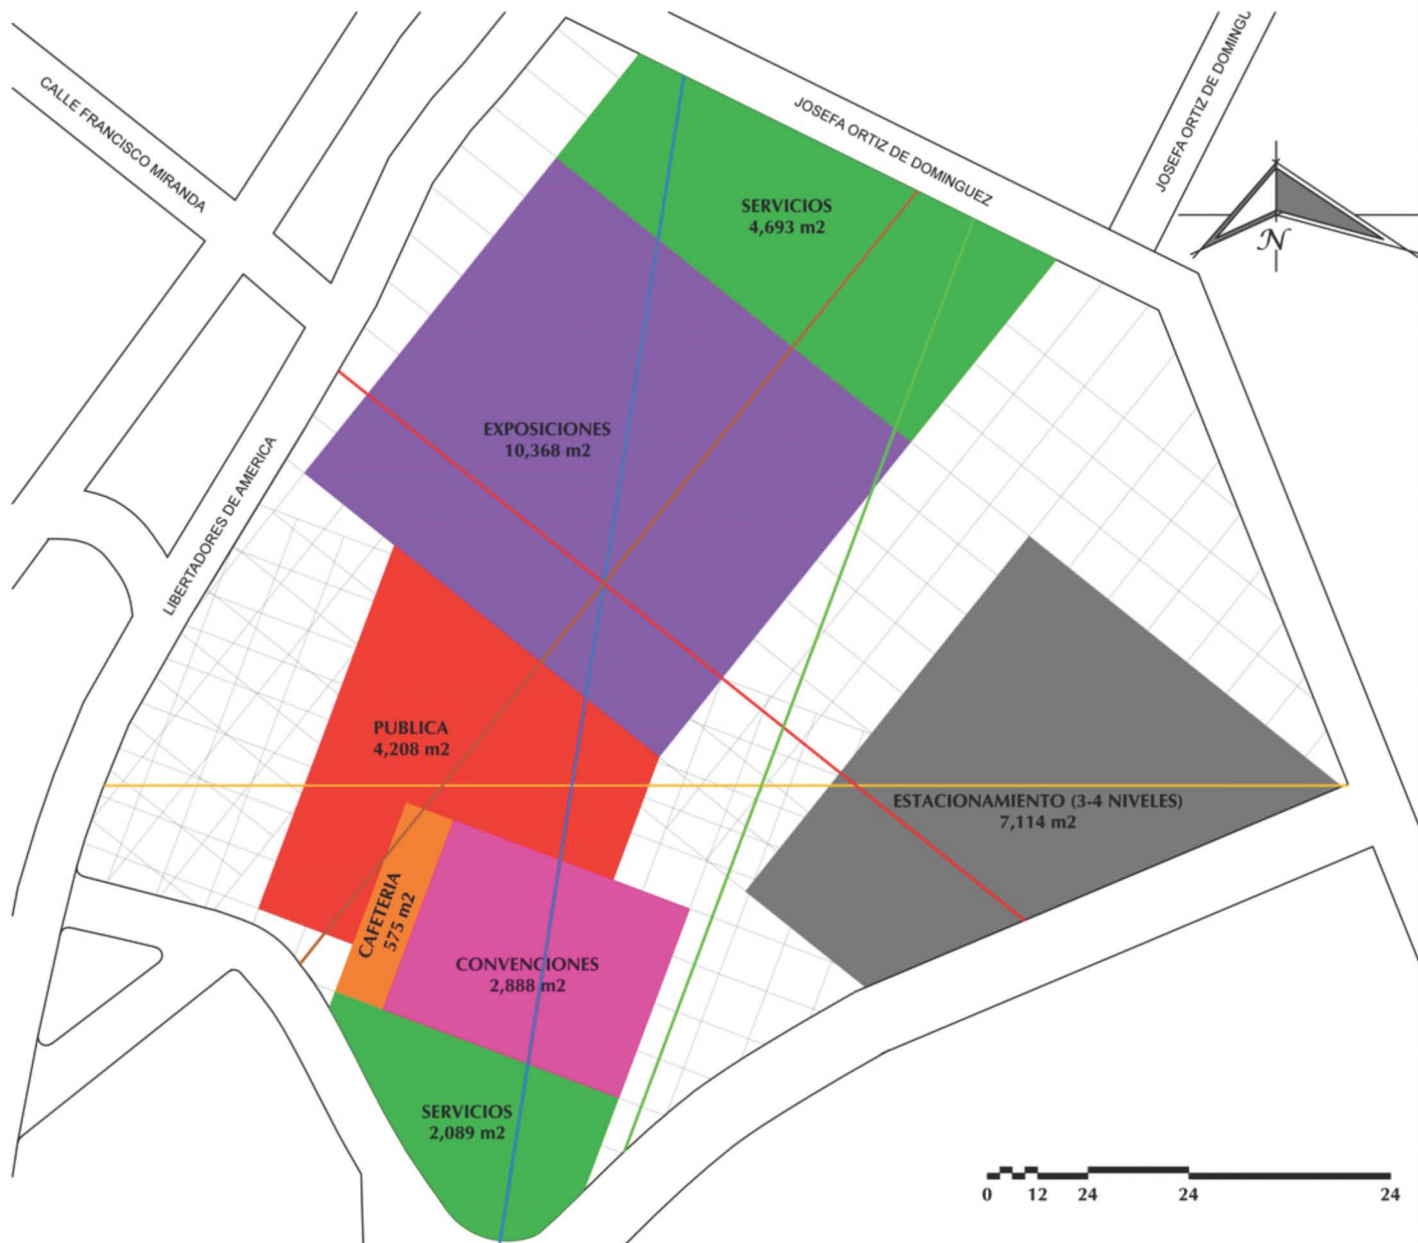 CALLE FRANCISCO MIRANDA
JOSEFA ORTIZ DE DOMINGUEZ
JOSEFA ORTIZ DE DOMINGU
SERVICIOS
4,693 m2
N
EXPOSICIONES
10,368 m2
LIBERTADORES DE AMERICA
PUBLICA
4,208 m2
ESTACIONAMIENTO (3-4 NIVELES)
7,114 m2
CAFETERIA
575 m2
CONVENCIONES
2,888 m2
SERVICIOS
2,089 m2
0 12 24 24 24